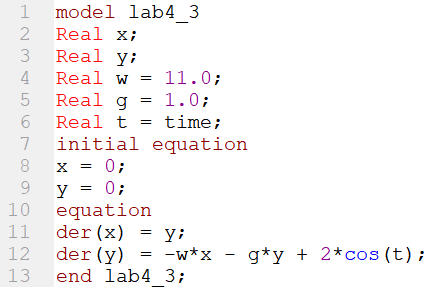 1 model lab4_3
2 Real x;
3 Real y;
4 Real w = 11.0;
5 Real g = 1.0;
6 Real t = time;
7 initial equation
8 x = 0;
9 y = 0;
10 equation
11 der(x) = y;
12 der(y) = -w*x - g*y + 2*cos(t);
13 end lab4_3;